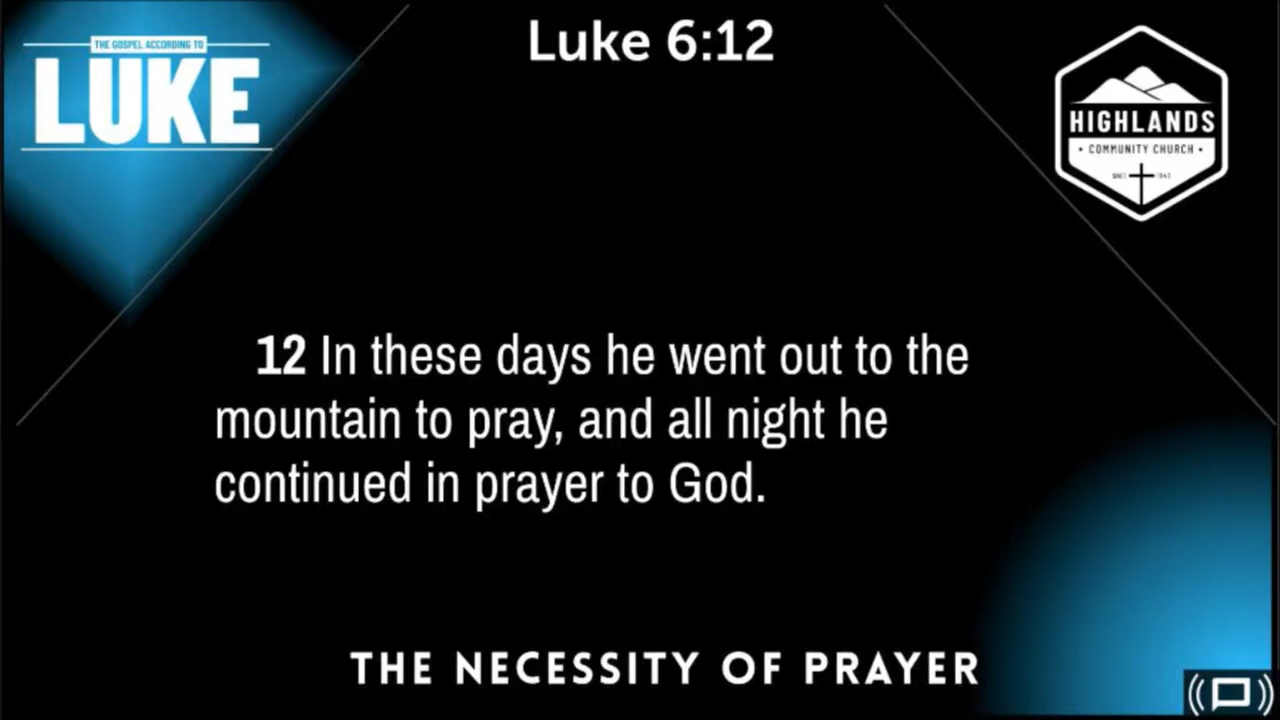 THE GOSPEL ACCORDING TO
LUKE
Luke 6:12
HIGHLANDS
• COMMUNITY CHURCH •
12 In these days he went out to the
mountain to pray, and all night he
continued in prayer to God.
THE NECESSITY OF PRAYER